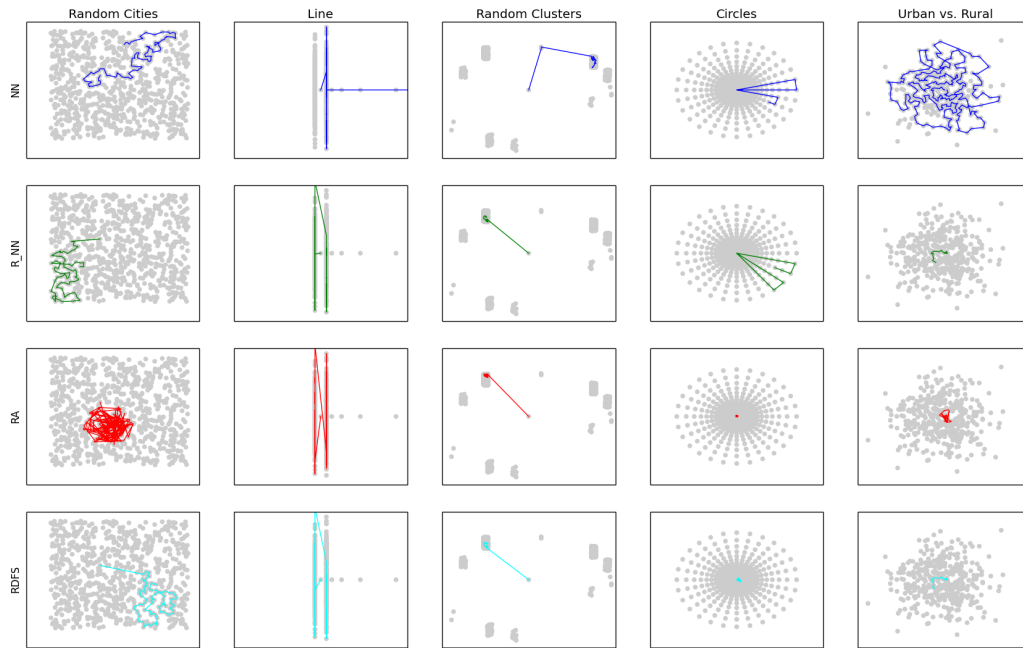 Random Cities Line Random Clusters Circles Urban vs. Rural
NN
R_NN
RA
RDFS